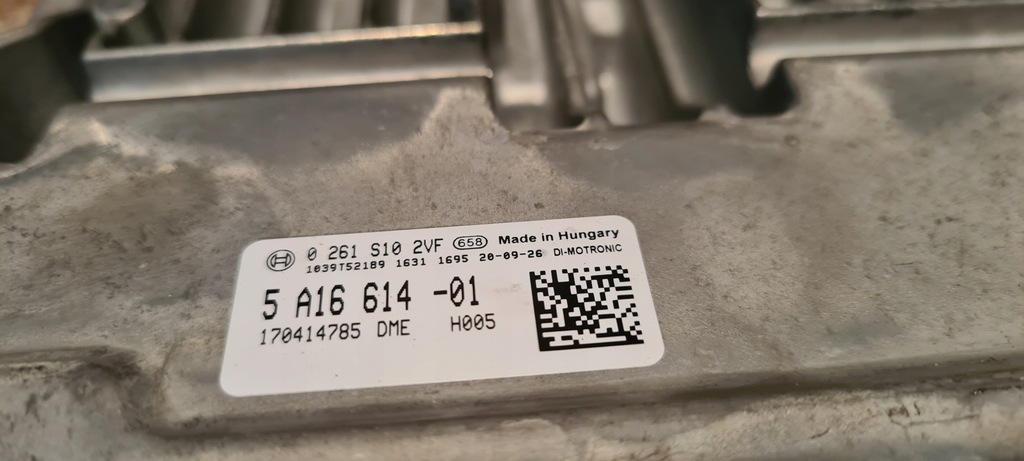 0 261 S10 2VF 658 Made in Hungary
1039T52189 1631 1695 20-09-26 DI-MOTRONIC
5 A16 614 -01
170414785 DME H005